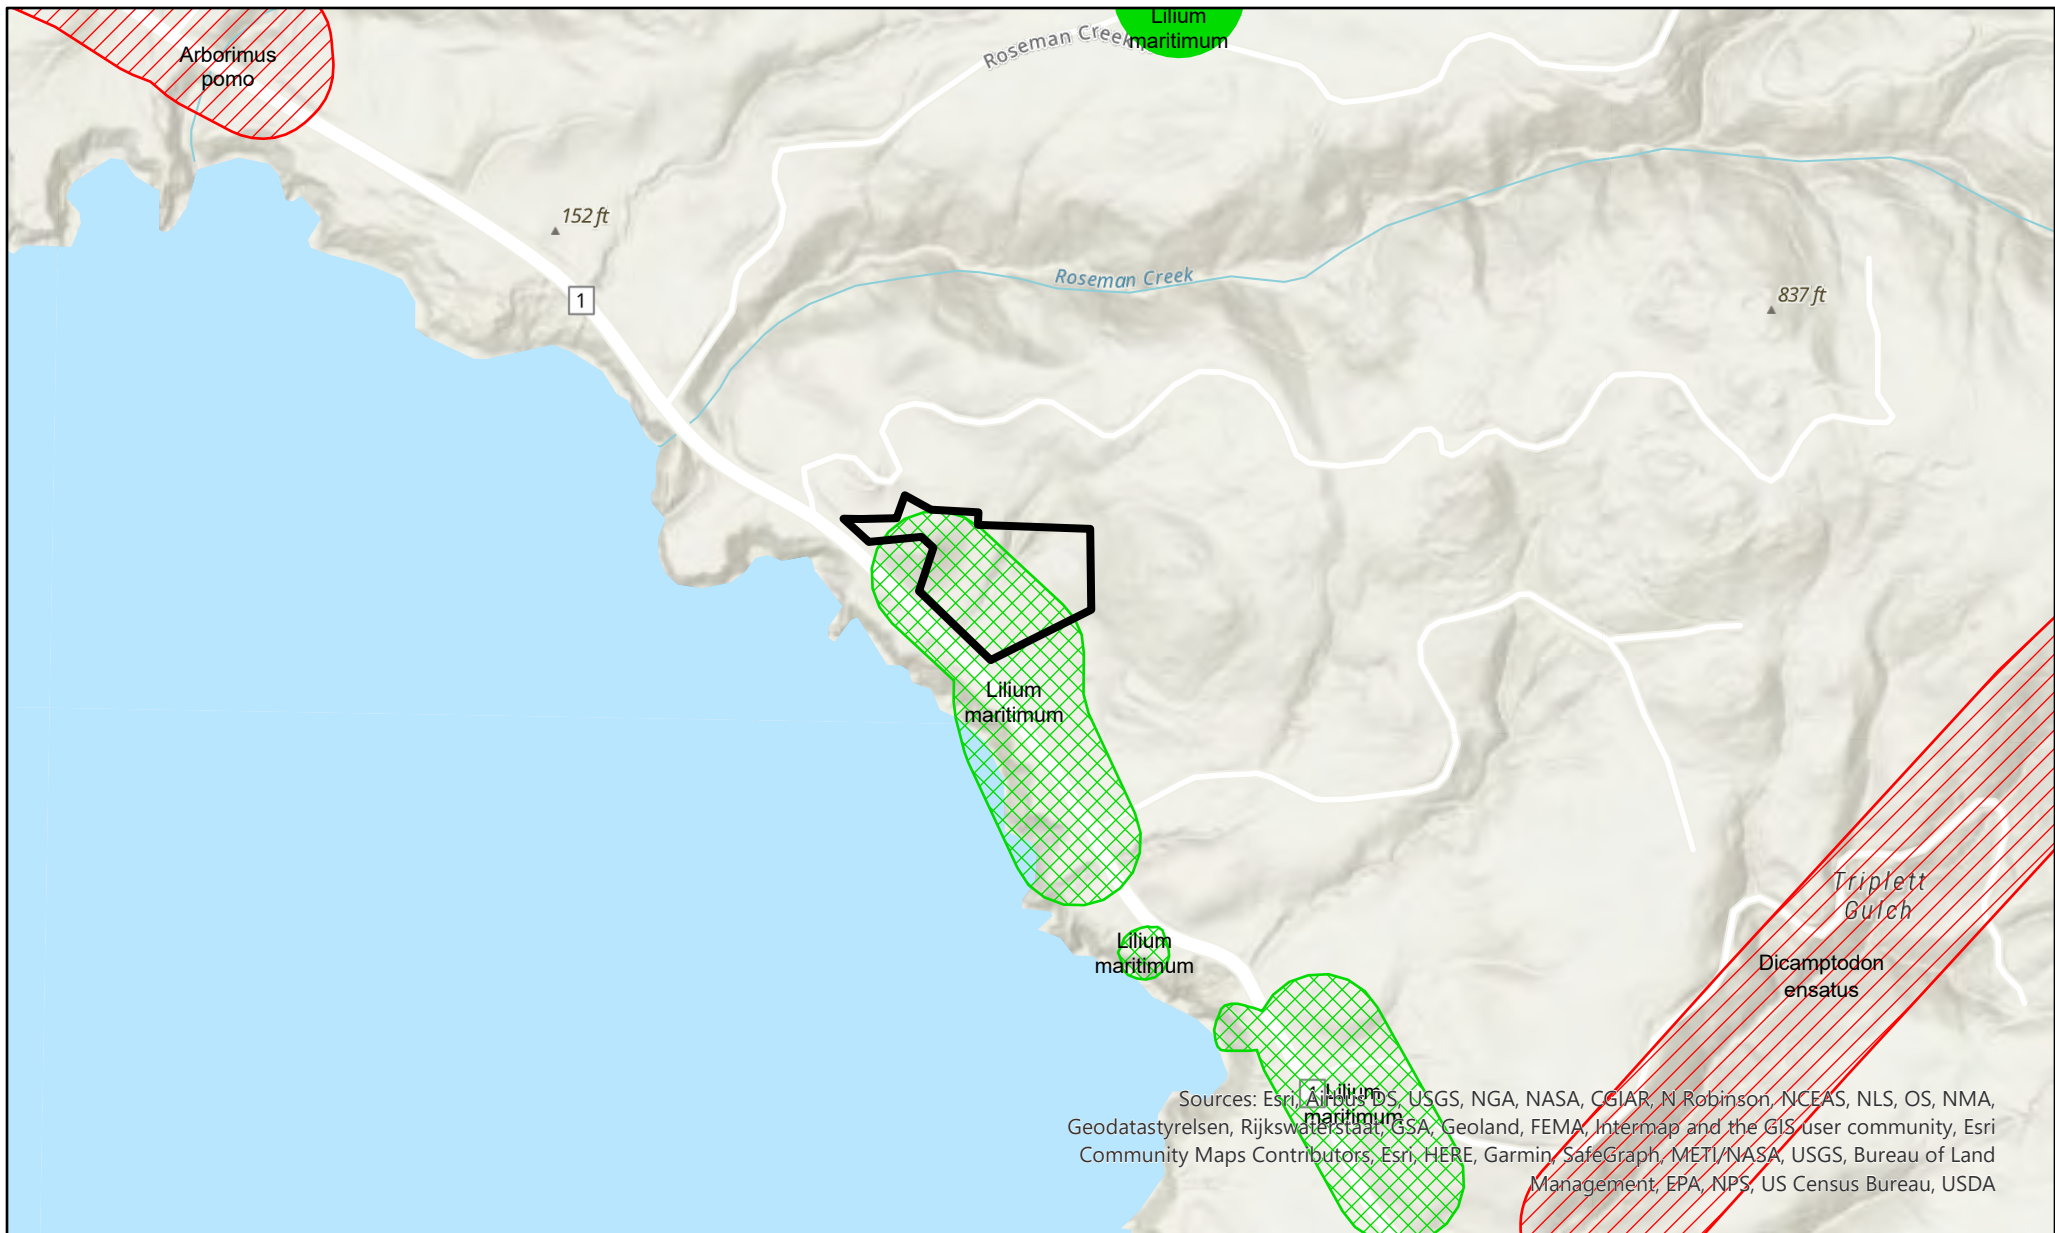 Lilium
maritimum
Roseman Creek
Arborimus
pomo
152 ft
1
Roseman Creek
837 ft
Lilium
maritimum
Triplett
Gulch
Lilium
maritimum
Dicamptodon
ensatus
1
Lilium
maritimum
Sources: Esri, Airbus DS, USGS, NGA, NASA, CGIAR, N Robinson, NCEAS, NLS, OS, NMA,
Geodatastyrelsen, Rijkswaterstaat, GSA, Geoland, FEMA, Intermap and the GIS user community, Esri
Community Maps Contributors, Esri, HERE, Garmin, SafeGraph, METI/NASA, USGS, Bureau of Land
Management, EPA, NPS, US Census Bureau, USDA